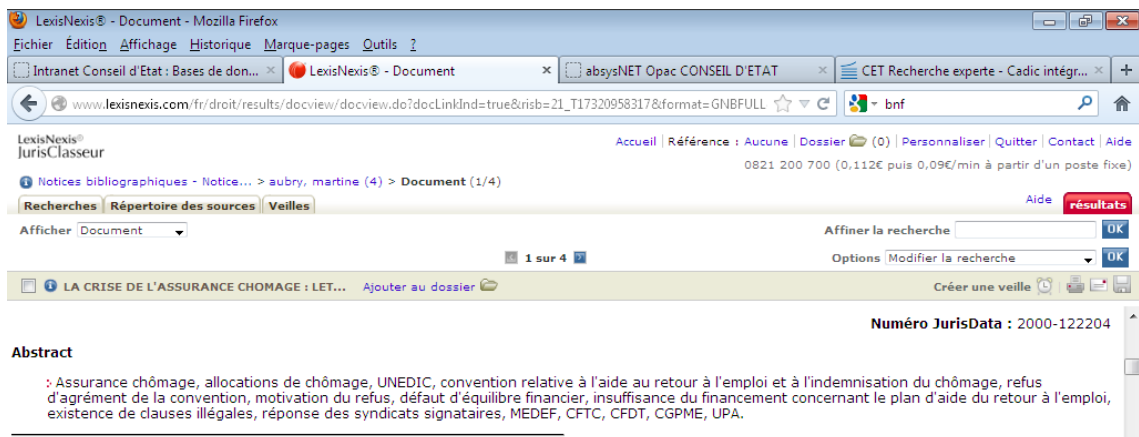 LexisNexis® - Document - Mozilla Firefox
Fichier Édition Affichage Historique Marque-pages Outils ?
Intranet Conseil d'Etat : Bases de don... × LexisNexis® - Document × absysNET Opac CONSEIL D'ETAT × CET Recherche experte - Cadic intégr... × +
www.lexisnexis.com/fr/droit/results/docview/docview.do?docLinkInd=true&risb=21_T17320958317&format=GNBFULL bnf
LexisNexis®
JurisClasseur
Accueil | Référence : Aucune | Dossier (0) | Personnaliser | Quitter | Contact | Aide
0821 200 700 (0,112€ puis 0,09€/min à partir d'un poste fixe)
Notices bibliographiques - Notice... > aubry, martine (4) > Document (1/4)
Recherches Répertoire des sources Veilles Aide résultats
Afficher Document Affiner la recherche OK
1 sur 4 Options Modifier la recherche OK
LA CRISE DE L'ASSURANCE CHOMAGE : LET... Ajouter au dossier Créer une veille
Numéro JurisData : 2000-122204
Abstract
Assurance chômage, allocations de chômage, UNEDIC, convention relative à l'aide au retour à l'emploi et à l'indemnisation du chômage, refus
d'agrément de la convention, motivation du refus, défaut d'équilibre financier, insuffisance du financement concernant le plan d'aide du retour à l'emploi,
existence de clauses illégales, réponse des syndicats signataires, MEDEF, CFTC, CFDT, CGPME, UPA.